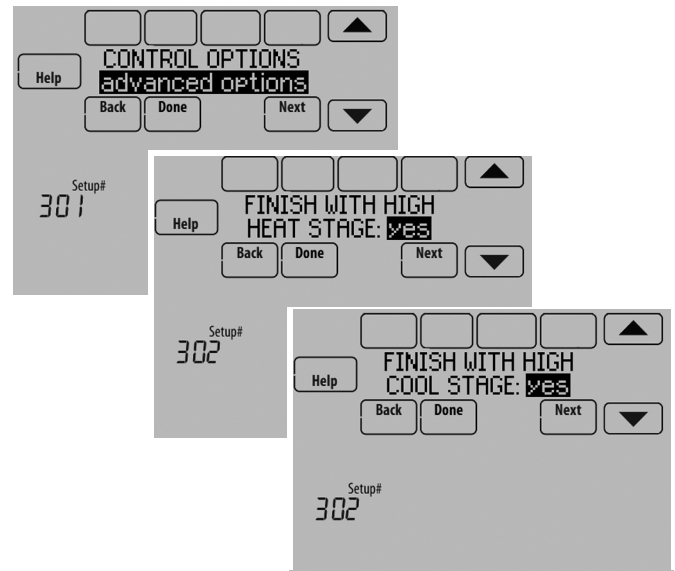 CONTROL OPTIONS
Help
advanced options
Back Done Next
Setup#
301
FINISH WITH HIGH
Help
HEAT STAGE: yes
Back Done Next
Setup#
302
FINISH WITH HIGH
Help
COOL STAGE: yes
Back Done Next
Setup#
302